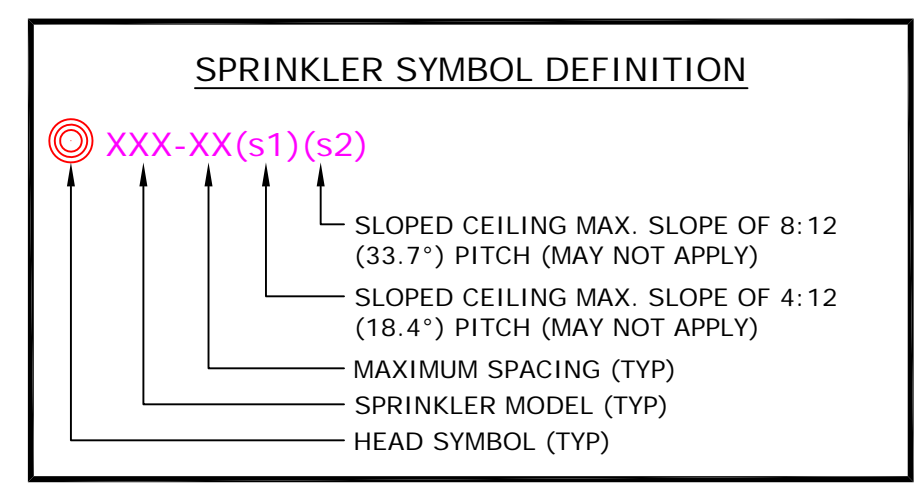 SPRINKLER SYMBOL DEFINITION
XXX-XX(s1)(s2)
SLOPED CEILING MAX. SLOPE OF 8:12
(33.7°) PITCH (MAY NOT APPLY)
SLOPED CEILING MAX. SLOPE OF 4:12
(18.4°) PITCH (MAY NOT APPLY)
MAXIMUM SPACING (TYP)
SPRINKLER MODEL (TYP)
HEAD SYMBOL (TYP)